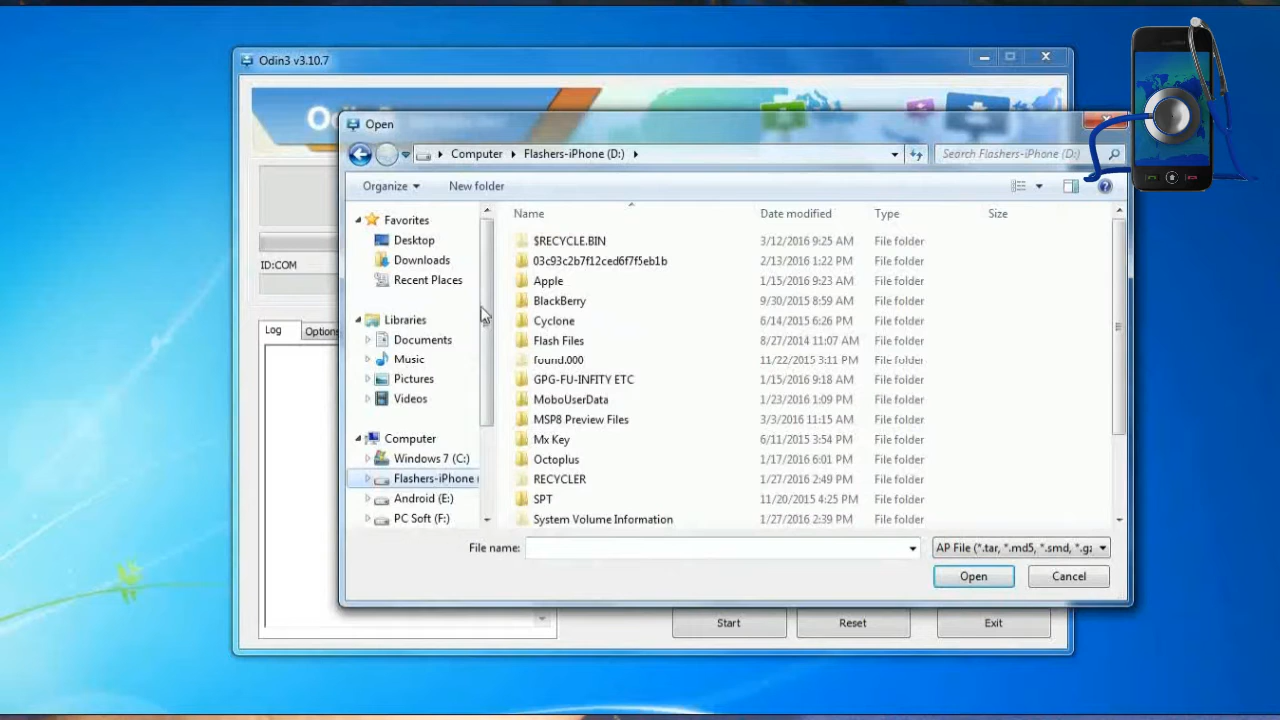 Odin3 v3.10.7
Open
Computer Flashers-iPhone (D:)
Search Flashers-iPhone (D:)
Organize New folder
Favorites
Desktop
Downloads
Recent Places
Libraries
Documents
Music
Pictures
Videos
Computer
Windows 7 (C:)
Flashers-iPhone
Android (E:)
PC Soft (F:)
Name Date modified Type Size
$RECYCLE.BIN 3/12/2016 9:25 AM File folder
03c93c2b7f12ced6f7f5eb1b 2/13/2016 1:22 PM File folder
Apple 1/15/2016 9:23 AM File folder
BlackBerry 9/30/2015 8:59 AM File folder
Cyclone 6/14/2015 6:26 PM File folder
Flash Files 8/27/2014 11:07 AM File folder
found.000 11/22/2015 3:11 PM File folder
GPG-FU-INFITY ETC 1/15/2016 9:18 AM File folder
MoboUserData 1/23/2016 1:09 PM File folder
MSP8 Preview Files 3/3/2016 11:15 AM File folder
Mx Key 6/11/2015 3:54 PM File folder
Octoplus 1/17/2016 6:01 PM File folder
RECYCLER 1/27/2016 2:49 PM File folder
SPT 11/20/2015 4:25 PM File folder
System Volume Information 1/27/2016 2:39 PM File folder
File name:
AP File (*.tar, *.md5, *.smd, *.gz
Open Cancel
ID:COM
Log Options
Start Reset Exit